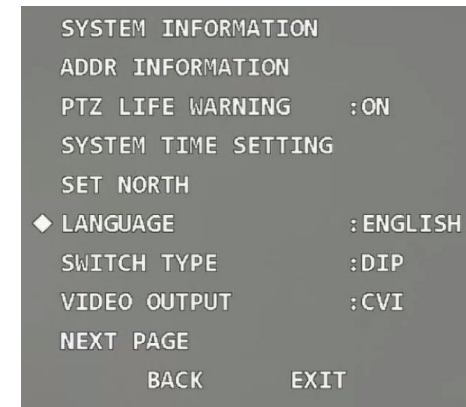 SYSTEM INFORMATION
ADDR INFORMATION
PTZ LIFE WARNING :ON
SYSTEM TIME SETTING
SET NORTH
◆ LANGUAGE :ENGLISH
SWITCH TYPE :DIP
VIDEO OUTPUT :CVI
NEXT PAGE
BACK EXIT